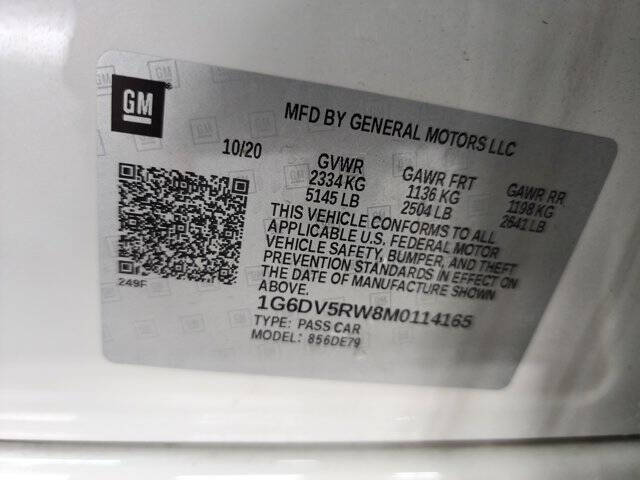 GM
MFD BY GENERAL MOTORS LLC
10/20
GVWR GAWR FRT GAWR RR
2334 KG 1136 KG 1198 KG
5145 LB 2504 LB 2641 LB
THIS VEHICLE CONFORMS TO ALL
APPLICABLE U.S. FEDERAL MOTOR
VEHICLE SAFETY, BUMPER, AND THEFT
PREVENTION STANDARDS IN EFFECT ON
THE DATE OF MANUFACTURE SHOWN
ABOVE.
249F
1G6DV5RW8M0114165
TYPE: PASS CAR
MODEL: 856DE79